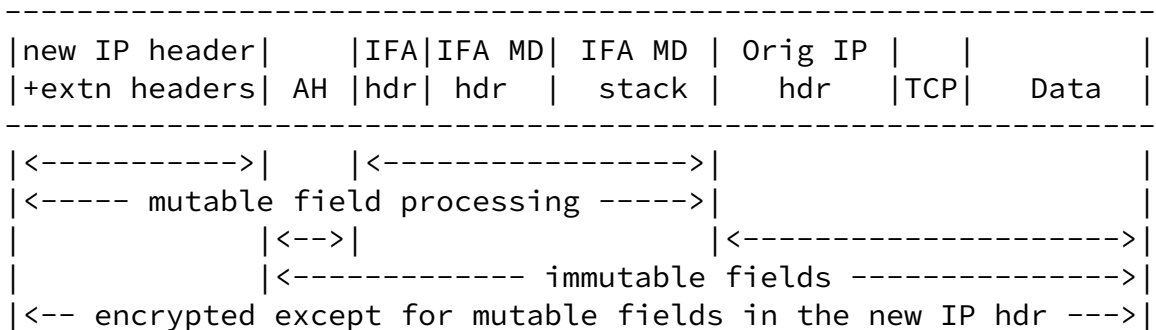 ----------------------------------------------------------------
|new IP header|    |IFA|IFA MD| IFA MD | Orig IP |   |         |
|+extn headers| AH |hdr| hdr  |  stack |   hdr   |TCP|   Data  |
----------------------------------------------------------------
|<----------->|    |<----------------->|                       |
|<----- mutable field processing ----->|                       |
|             |<-->|                   |<--------------------->|
|             |<------------- immutable fields --------------->|
|<-- encrypted except for mutable fields in the new IP hdr --->|